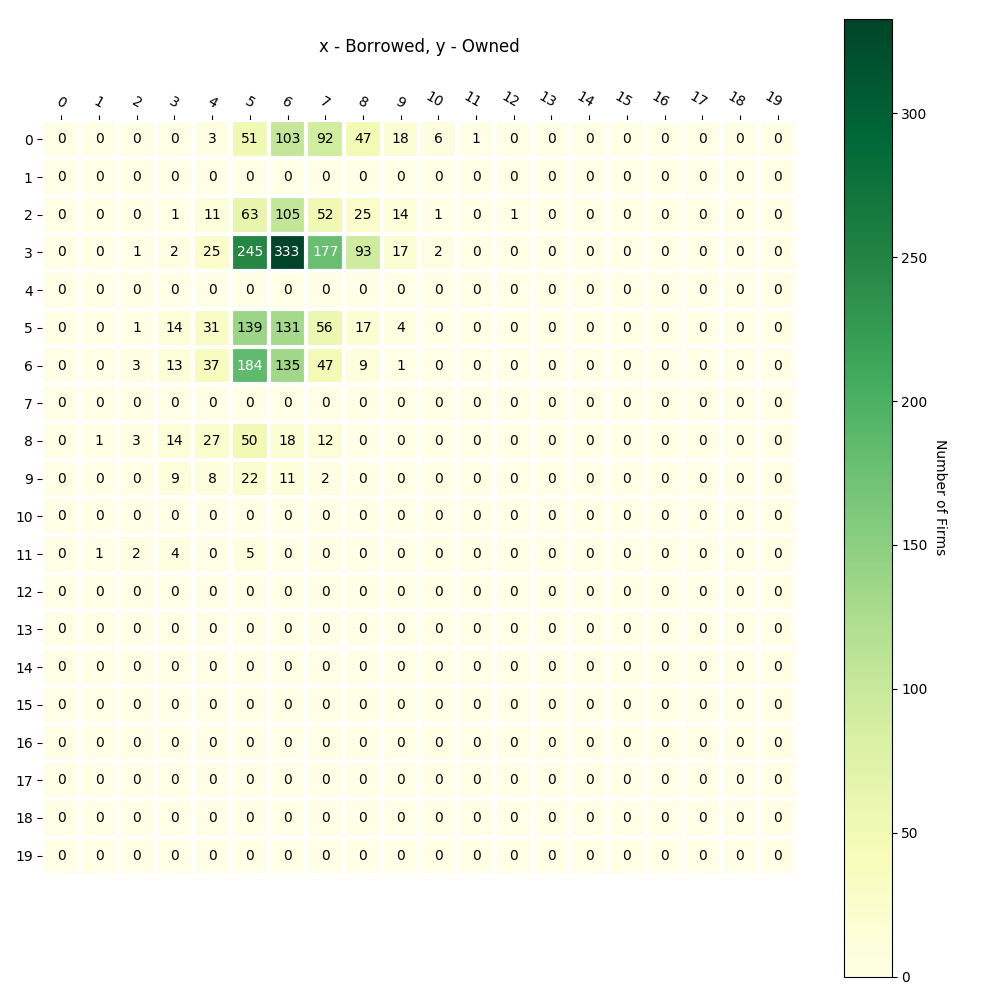 x - Borrowed, y - Owned
0 1 2 3 4 5 6 7 8 9 10 11 12 13 14 15 16 17 18 19
0 0 0 0 0 3 51 103 92 47 18 6 1 0 0 0 0 0 0 0 0
1 0 0 0 0 0 0 0 0 0 0 0 0 0 0 0 0 0 0 0 0
2 0 0 0 1 11 63 105 52 25 14 1 0 1 0 0 0 0 0 0 0
3 0 0 1 2 25 245 333 177 93 17 2 0 0 0 0 0 0 0 0 0
4 0 0 0 0 0 0 0 0 0 0 0 0 0 0 0 0 0 0 0 0
5 0 0 1 14 31 139 131 56 17 4 0 0 0 0 0 0 0 0 0 0
6 0 0 3 13 37 184 135 47 9 1 0 0 0 0 0 0 0 0 0 0
7 0 0 0 0 0 0 0 0 0 0 0 0 0 0 0 0 0 0 0 0
8 0 1 3 14 27 50 18 12 0 0 0 0 0 0 0 0 0 0 0 0
9 0 0 0 9 8 22 11 2 0 0 0 0 0 0 0 0 0 0 0 0
10 0 0 0 0 0 0 0 0 0 0 0 0 0 0 0 0 0 0 0 0
11 0 1 2 4 0 5 0 0 0 0 0 0 0 0 0 0 0 0 0 0
12 0 0 0 0 0 0 0 0 0 0 0 0 0 0 0 0 0 0 0 0
13 0 0 0 0 0 0 0 0 0 0 0 0 0 0 0 0 0 0 0 0
14 0 0 0 0 0 0 0 0 0 0 0 0 0 0 0 0 0 0 0 0
15 0 0 0 0 0 0 0 0 0 0 0 0 0 0 0 0 0 0 0 0
16 0 0 0 0 0 0 0 0 0 0 0 0 0 0 0 0 0 0 0 0
17 0 0 0 0 0 0 0 0 0 0 0 0 0 0 0 0 0 0 0 0
18 0 0 0 0 0 0 0 0 0 0 0 0 0 0 0 0 0 0 0 0
19 0 0 0 0 0 0 0 0 0 0 0 0 0 0 0 0 0 0 0 0
300
250
200
150
100
50
0
Number of Firms